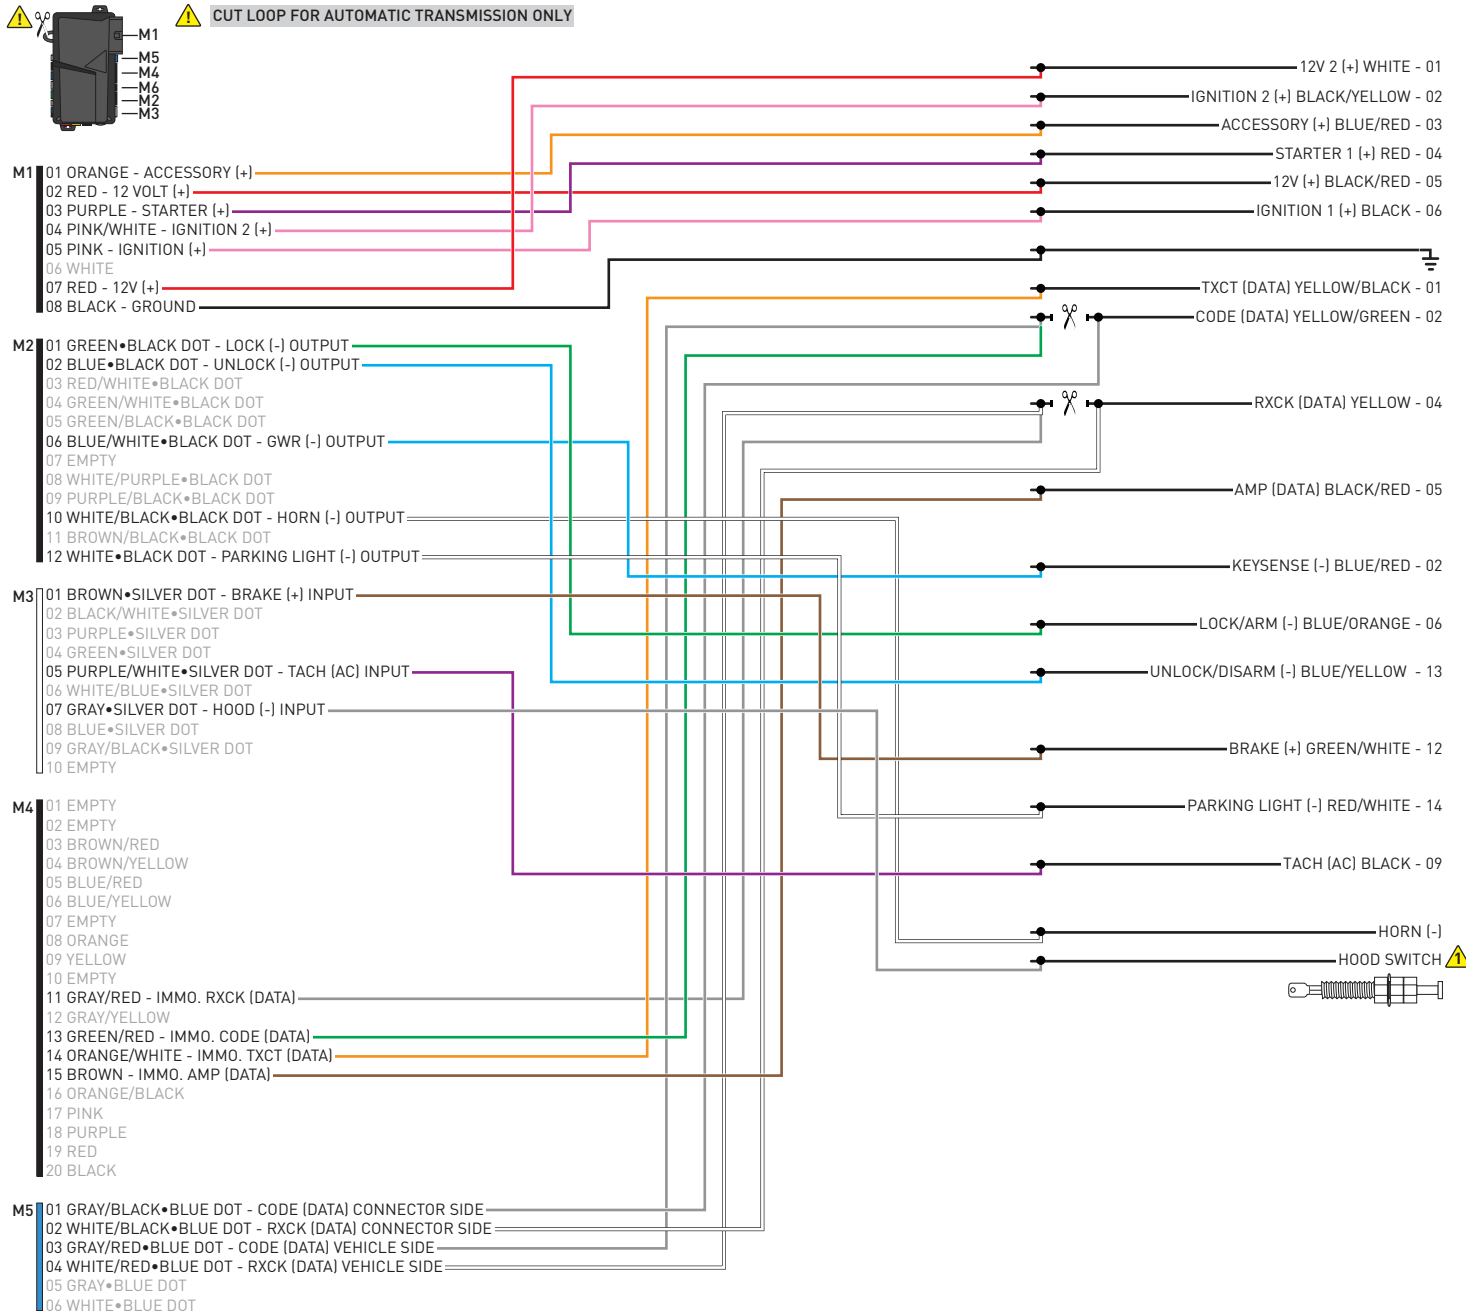 CUT LOOP FOR AUTOMATIC TRANSMISSION ONLY
M1
M5
M4
M6
M2
M3
M1
01 ORANGE - ACCESSORY (+)
02 RED - 12 VOLT (+)
03 PURPLE - STARTER (+)
04 PINK/WHITE - IGNITION 2 (+)
05 PINK - IGNITION (+)
06 WHITE
07 RED - 12V (+)
08 BLACK - GROUND
M2
01 GREEN•BLACK DOT - LOCK (-) OUTPUT
02 BLUE•BLACK DOT - UNLOCK (-) OUTPUT
03 RED/WHITE•BLACK DOT
04 GREEN/WHITE•BLACK DOT
05 GREEN/BLACK•BLACK DOT
06 BLUE/WHITE•BLACK DOT - GWR (-) OUTPUT
07 EMPTY
08 WHITE/PURPLE•BLACK DOT
09 PURPLE/BLACK•BLACK DOT
10 WHITE/BLACK•BLACK DOT - HORN (-) OUTPUT
11 BROWN/BLACK•BLACK DOT
12 WHITE•BLACK DOT - PARKING LIGHT (-) OUTPUT
M3
01 BROWN•SILVER DOT - BRAKE (+) INPUT
02 BLACK/WHITE•SILVER DOT
03 PURPLE•SILVER DOT
04 GREEN•SILVER DOT
05 PURPLE/WHITE•SILVER DOT - TACH (AC) INPUT
06 WHITE/BLUE•SILVER DOT
07 GRAY•SILVER DOT - HOOD (-) INPUT
08 BLUE•SILVER DOT
09 GRAY/BLACK•SILVER DOT
10 EMPTY
M4
01 EMPTY
02 EMPTY
03 BROWN/RED
04 BROWN/YELLOW
05 BLUE/RED
06 BLUE/YELLOW
07 EMPTY
08 ORANGE
09 YELLOW
10 EMPTY
11 GRAY/RED - IMMO. RXCK (DATA)
12 GRAY/YELLOW
13 GREEN/RED - IMMO. CODE (DATA)
14 ORANGE/WHITE - IMMO. TXCT (DATA)
15 BROWN - IMMO. AMP (DATA)
16 ORANGE/BLACK
17 PINK
18 PURPLE
19 RED
20 BLACK
M5
01 GRAY/BLACK•BLUE DOT - CODE (DATA) CONNECTOR SIDE
02 WHITE/BLACK•BLUE DOT - RXCK (DATA) CONNECTOR SIDE
03 GRAY/RED•BLUE DOT - CODE (DATA) VEHICLE SIDE
04 WHITE/RED•BLUE DOT - RXCK (DATA) VEHICLE SIDE
05 GRAY•BLUE DOT
06 WHITE•BLUE DOT
12V 2 (+) WHITE - 01
IGNITION 2 (+) BLACK/YELLOW - 02
ACCESSORY (+) BLUE/RED - 03
STARTER 1 (+) RED - 04
12V (+) BLACK/RED - 05
IGNITION 1 (+) BLACK - 06
TXCT (DATA) YELLOW/BLACK - 01
CODE (DATA) YELLOW/GREEN - 02
RXCK (DATA) YELLOW - 04
AMP (DATA) BLACK/RED - 05
KEYSENSE (-) BLUE/RED - 02
LOCK/ARM (-) BLUE/ORANGE - 06
UNLOCK/DISARM (-) BLUE/YELLOW - 13
BRAKE (+) GREEN/WHITE - 12
PARKING LIGHT (-) RED/WHITE - 14
TACH (AC) BLACK - 09
HORN (-)
HOOD SWITCH 1